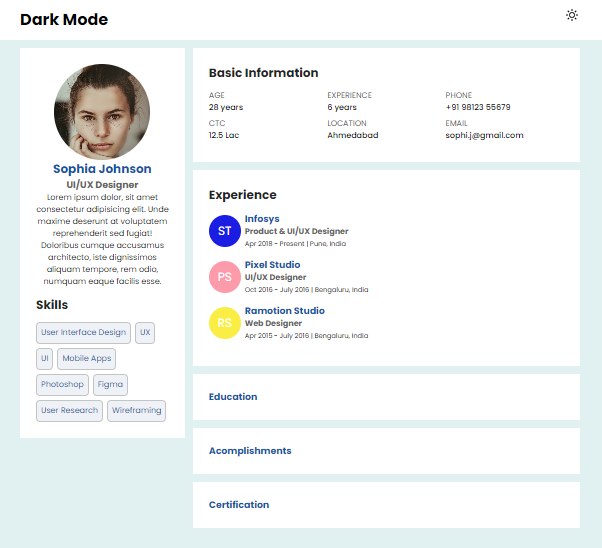 Dark Mode
Sophia Johnson
UI/UX Designer
Lorem ipsum dolor, sit amet
consectetur adipisicing elit. Unde
maxime deserunt at voluptatem
reprehenderit sed fugiat!
Doloribus cumque accusamus
architecto, iste dignissimos
aliquam tempore, rem odio,
numquam eaque facilis esse.
Skills
User Interface Design UX
UI Mobile Apps
Photoshop Figma
User Research Wireframing
Basic Information
AGE EXPERIENCE PHONE
28 years 6 years +91 98123 55679
CTC LOCATION EMAIL
12.5 Lac Ahmedabad sophi.j@gmail.com
Experience
ST Infosys
Product & UI/UX Designer
Apr 2018 - Present | Pune, India
PS Pixel Studio
UI/UX Designer
Oct 2016 - July 2016 | Bengaluru, India
RS Ramotion Studio
Web Designer
Apr 2015 - July 2016 | Bengaluru, India
Education
Acomplishments
Certification